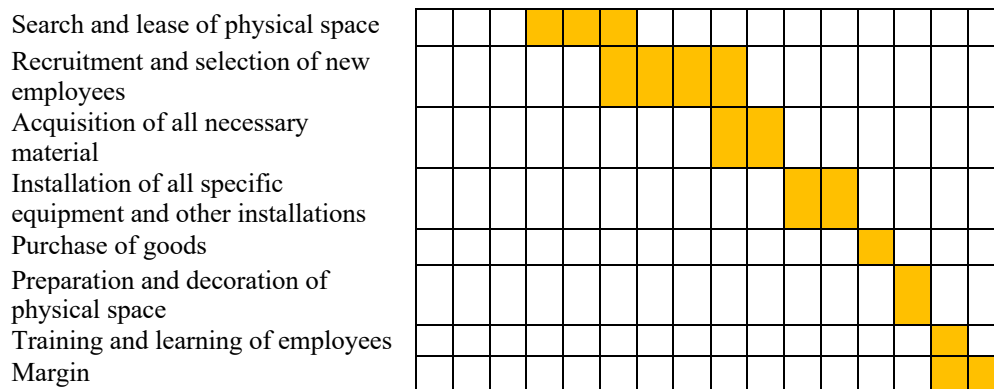 Search and lease of physical space
Recruitment and selection of new
employees
Acquisition of all necessary
material
Installation of all specific
equipment and other installations
Purchase of goods
Preparation and decoration of
physical space
Training and learning of employees
Margin